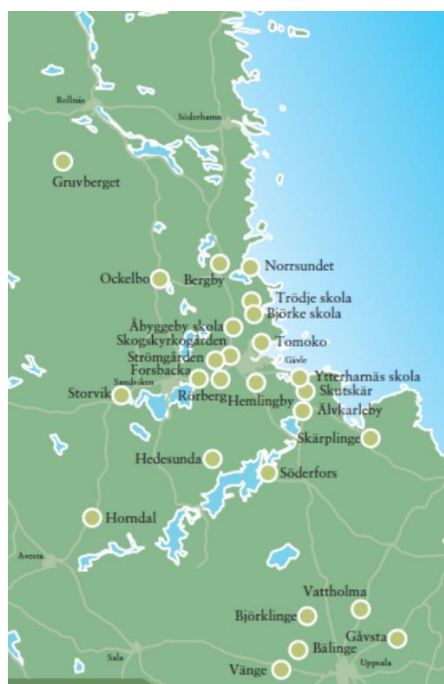 Bollnäs
Söderhamn
Gruvberget
Norrsundet
Bergby
Ockelbo
Trödje skola
Björke skola
Åbyggeby skola
Skogskyrkogården
Tomoko
Strömgården
Gävle
Forsbacka
Ytterharnäs skola
Sandviken
Rörberg
Skutskär
Storvik
Hemlingby
Älvkarleby
Skärplinge
Hedesunda
Söderfors
Horndal
Avesta
Vattholma
Björklinge
Gåvsta
Bälinge
Sala
Uppsala
Vänge